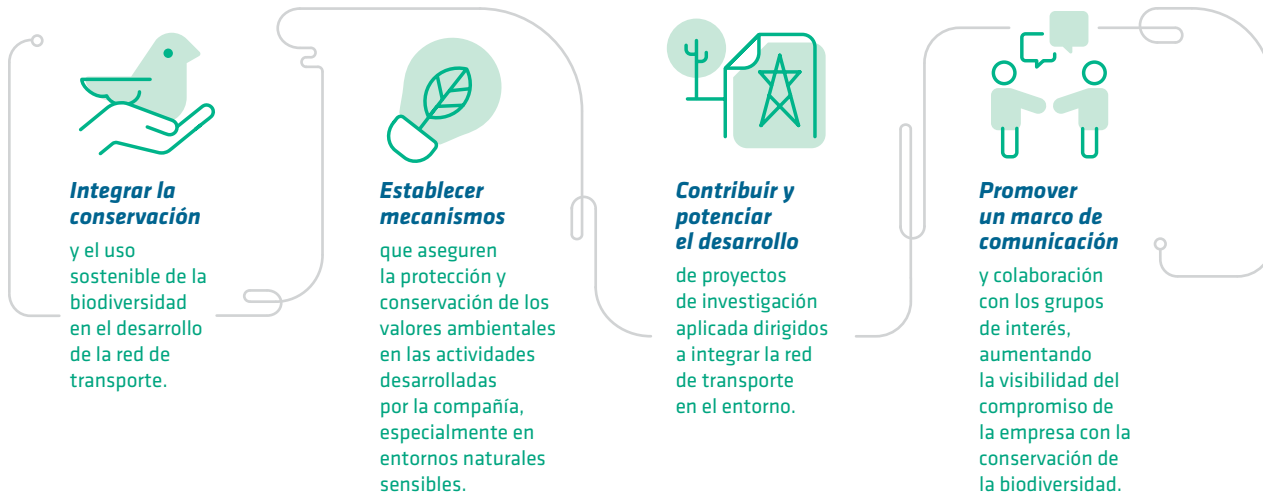 Integrar la
conservación
y el uso
sostenible de la
biodiversidad
en el desarrollo
de la red de
transporte.
Establecer
mecanismos
que aseguren
la protección y
conservación de los
valores ambientales
en las actividades
desarrolladas
por la compañía,
especialmente en
entornos naturales
sensibles.
Contribuir y
potenciar
el desarrollo
de proyectos
de investigación
aplicada dirigidos
a integrar la red
de transporte
en el entorno.
Promover
un marco de
comunicación
y colaboración
con los grupos
de interés,
aumentando
la visibilidad del
compromiso de
la empresa con la
conservación de
la biodiversidad.